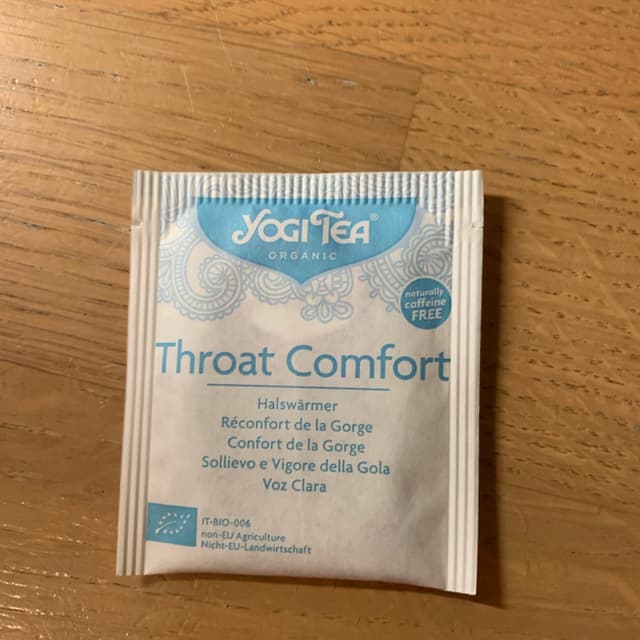 YOGI TEA®
ORGANIC
naturally
caffeine
FREE
Throat Comfort
Halswärmer
Réconfort de la Gorge
Confort de la Gorge
Sollievo e Vigore della Gola
Voz Clara
IT-BIO-006
non-EU Agriculture
Nicht-EU-Landwirtschaft